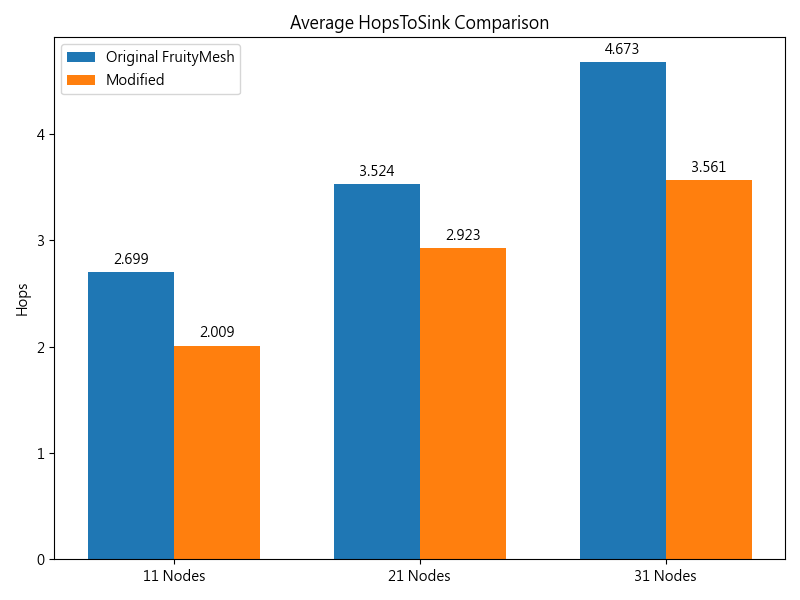 Average HopsToSink Comparison
Original FruityMesh
Modified
4.673
3.524
3.561
2.923
2.699
2.009
Hops
4
3
2
1
0
11 Nodes
21 Nodes
31 Nodes